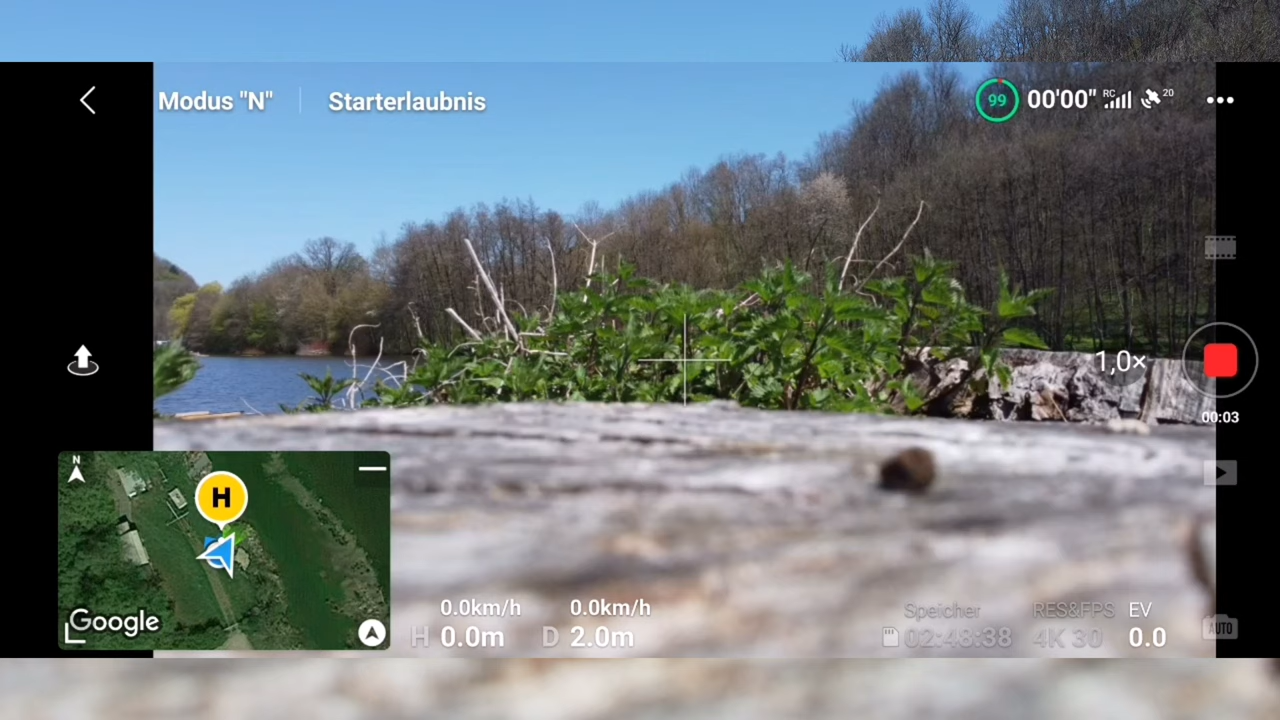 Modus "N"
Starterlaubnis
99
00'00"
RC
20
1,0×
00:03
N
H
Google
0.0km/h
0.0km/h
H 0.0m
D 2.0m
Speicher
02:48:38
RES&FPS
4K 30
EV
0.0
AUTO